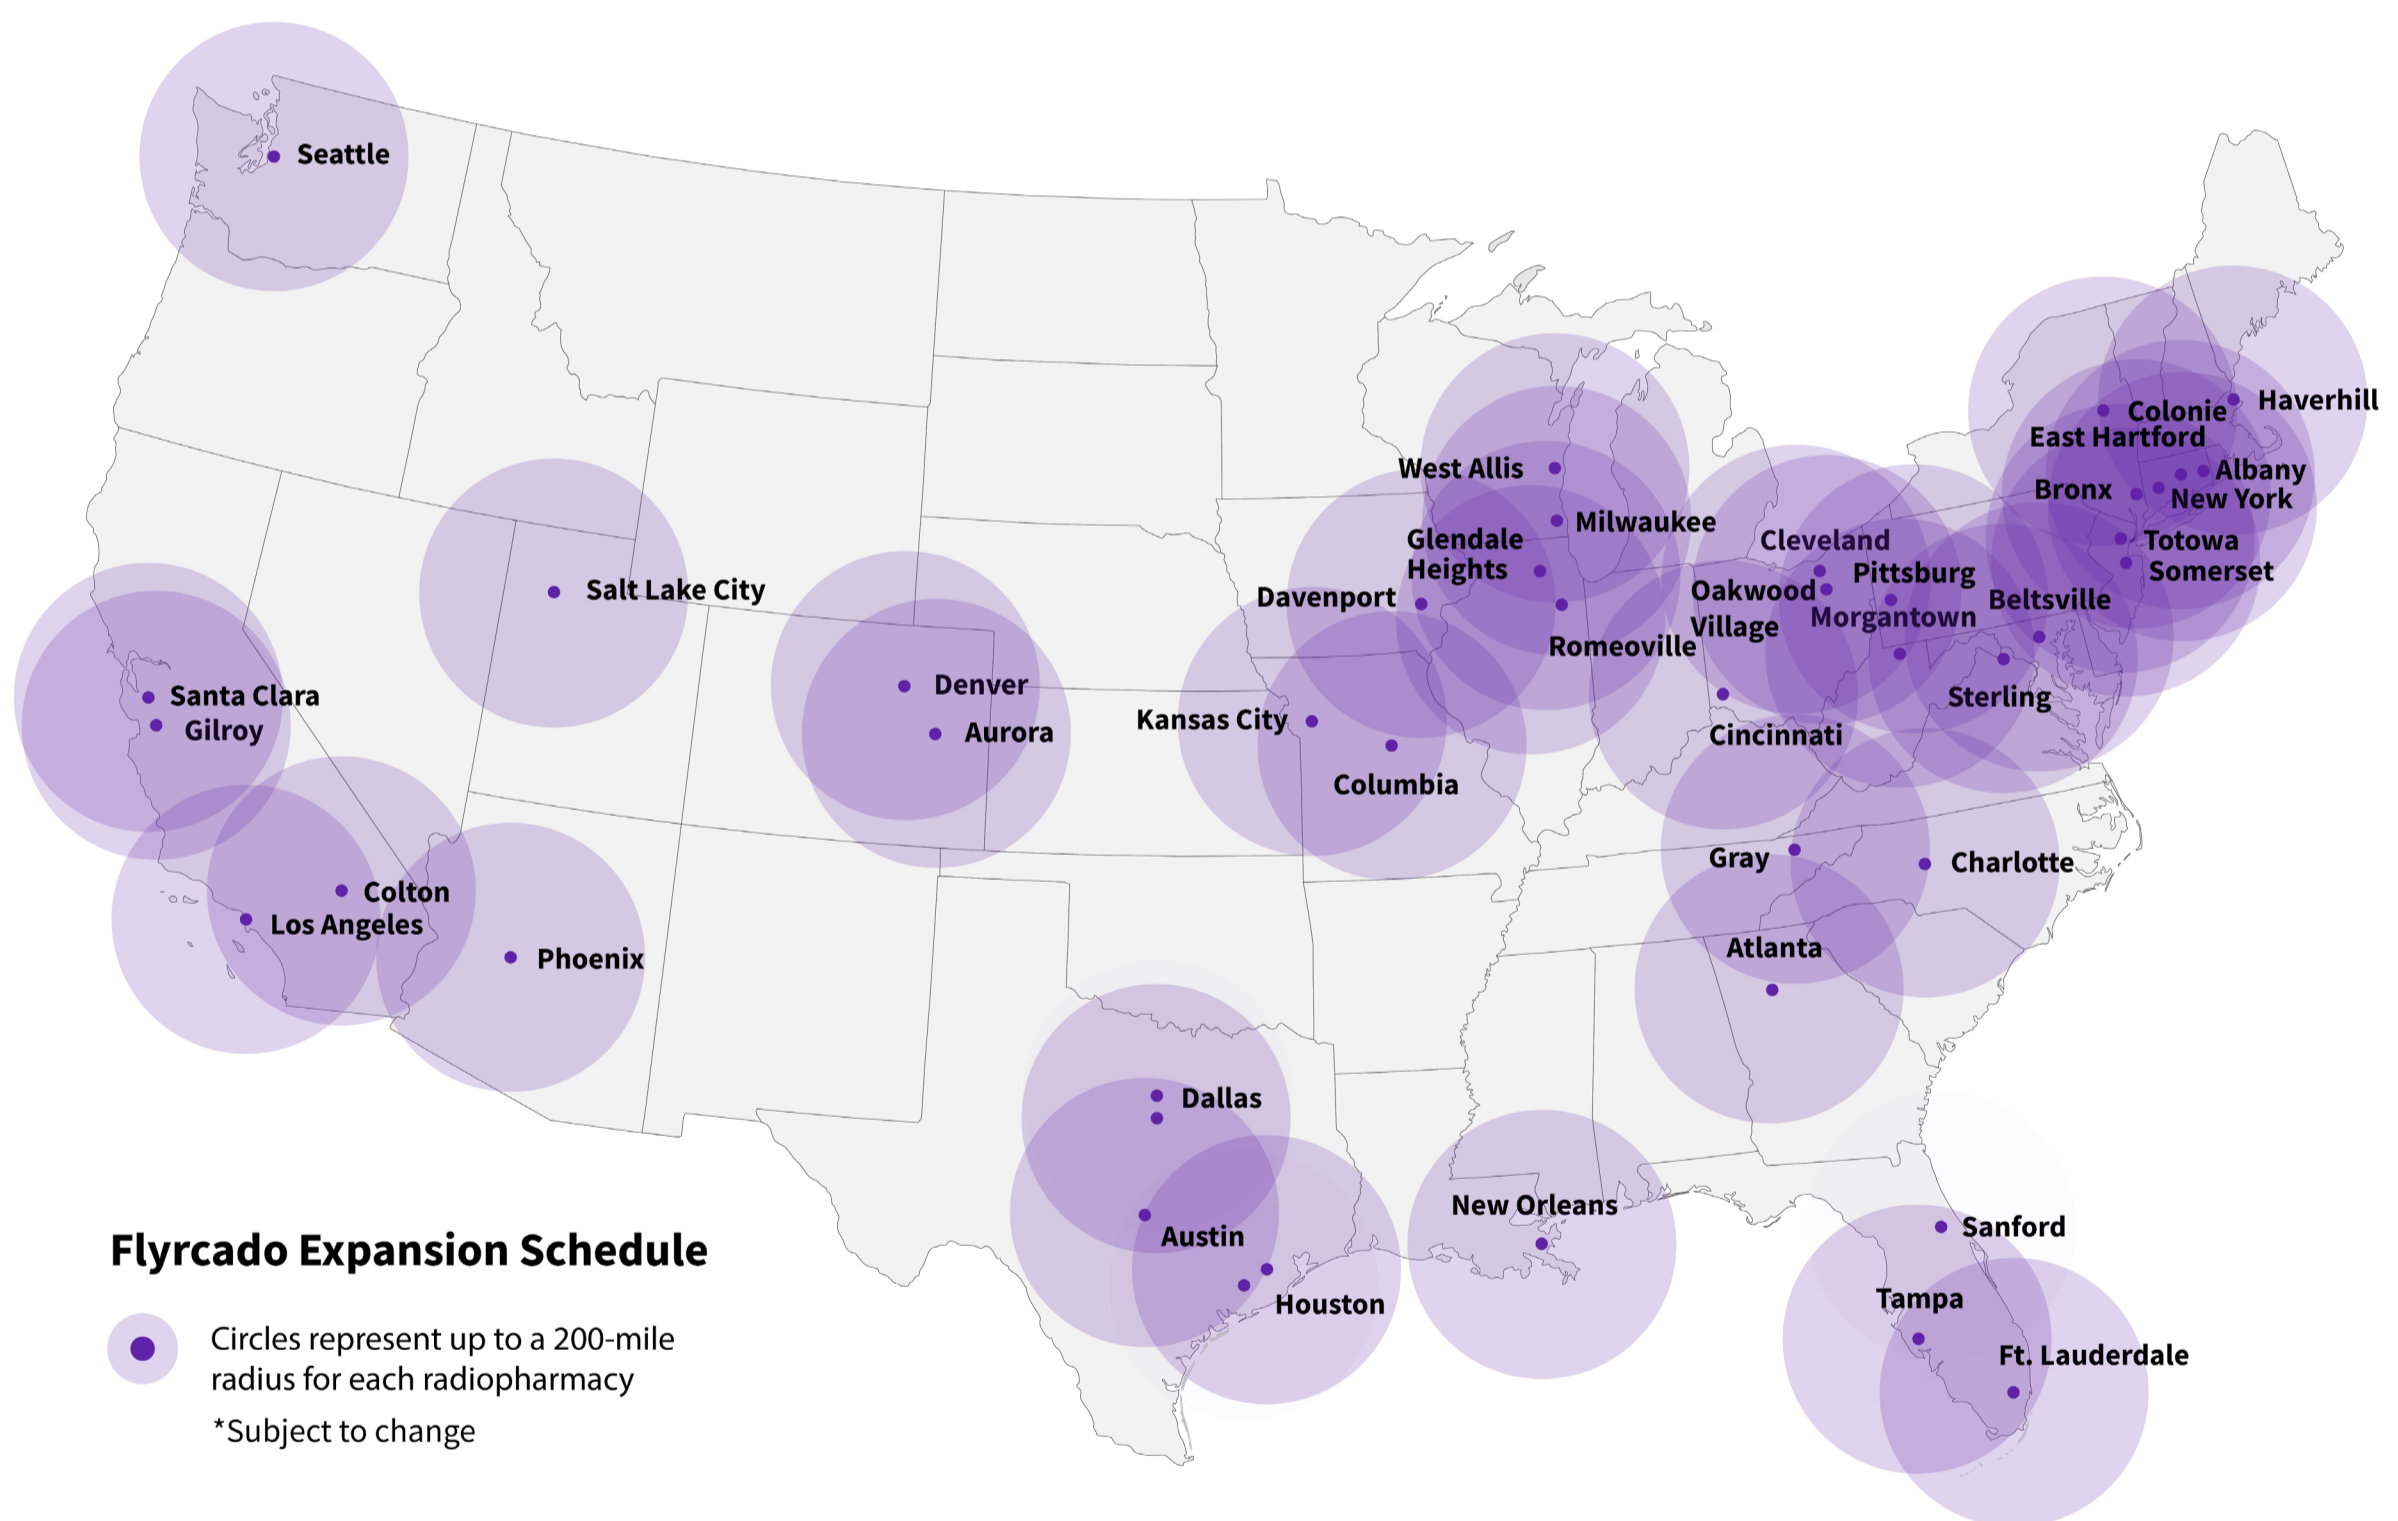 Seattle
Haverhill
Colonie
East Hartford
West Allis
Albany
Bronx
New York
Milwaukee
Glendale
Heights
Cleveland
Totowa
Pittsburg
Somerset
Salt Lake City
Davenport
Oakwood
Village
Beltsville
Morgantown
Romeoville
Denver
Santa Clara
Gilroy
Sterling
Kansas City
Aurora
Cincinnati
Columbia
Gray
Charlotte
Colton
Los Angeles
Atlanta
Phoenix
Dallas
New Orleans
Sanford
Austin
Tampa
Houston
Ft. Lauderdale
Flyrcado Expansion Schedule
Circles represent up to a 200-mile
radius for each radiopharmacy
*Subject to change